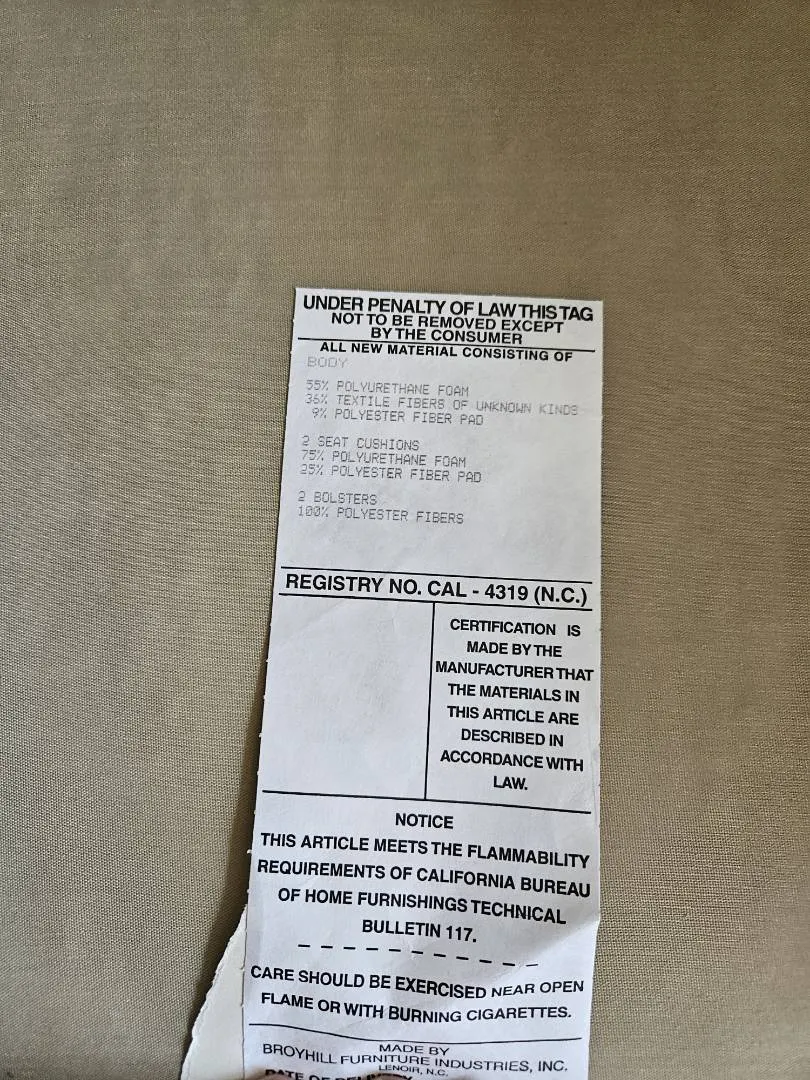 UNDER PENALTY OF LAW THIS TAG
NOT TO BE REMOVED EXCEPT
BY THE CONSUMER
ALL NEW MATERIAL CONSISTING OF
BODY
55% POLYURETHANE FOAM
36% TEXTILE FIBERS OF UNKNOWN KINDS
9% POLYESTER FIBER PAD
2 SEAT CUSHIONS
75% POLYURETHANE FOAM
25% POLYESTER FIBER PAD
2 BOLSTERS
100% POLYESTER FIBERS
REGISTRY NO. CAL - 4319 (N.C.)
CERTIFICATION IS
MADE BY THE
MANUFACTURER THAT
THE MATERIALS IN
THIS ARTICLE ARE
DESCRIBED IN
ACCORDANCE WITH
LAW.
NOTICE
THIS ARTICLE MEETS THE FLAMMABILITY
REQUIREMENTS OF CALIFORNIA BUREAU
OF HOME FURNISHINGS TECHNICAL
BULLETIN 117.
CARE SHOULD BE EXERCISED NEAR OPEN
FLAME OR WITH BURNING CIGARETTES.
MADE BY
BROYHILL FURNITURE INDUSTRIES, INC.
LENOIR, N.C.
DATE OF DELIVERY